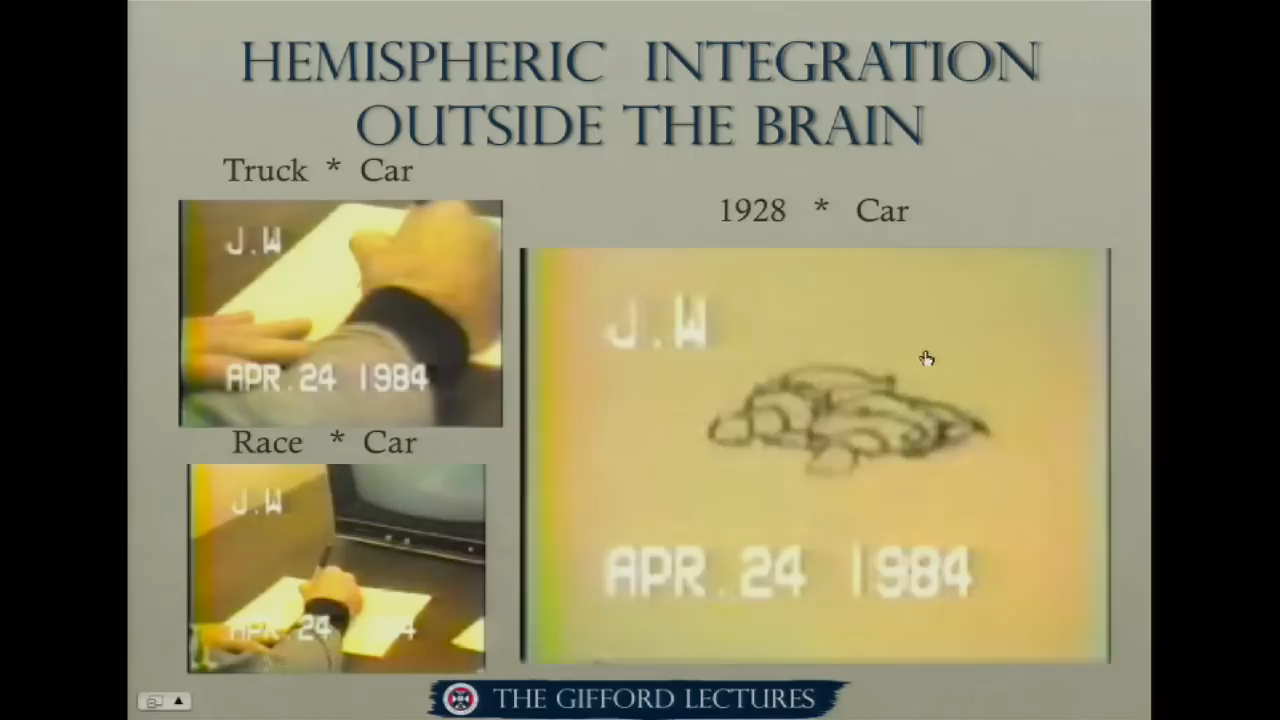 HEMISPHERIC INTEGRATION
OUTSIDE THE BRAIN
Truck * Car
J.W
APR.24 1984
Race * Car
J.W
APR.24 1984
1928 * Car
J.W
APR.24 1984
THE GIFFORD LECTURES